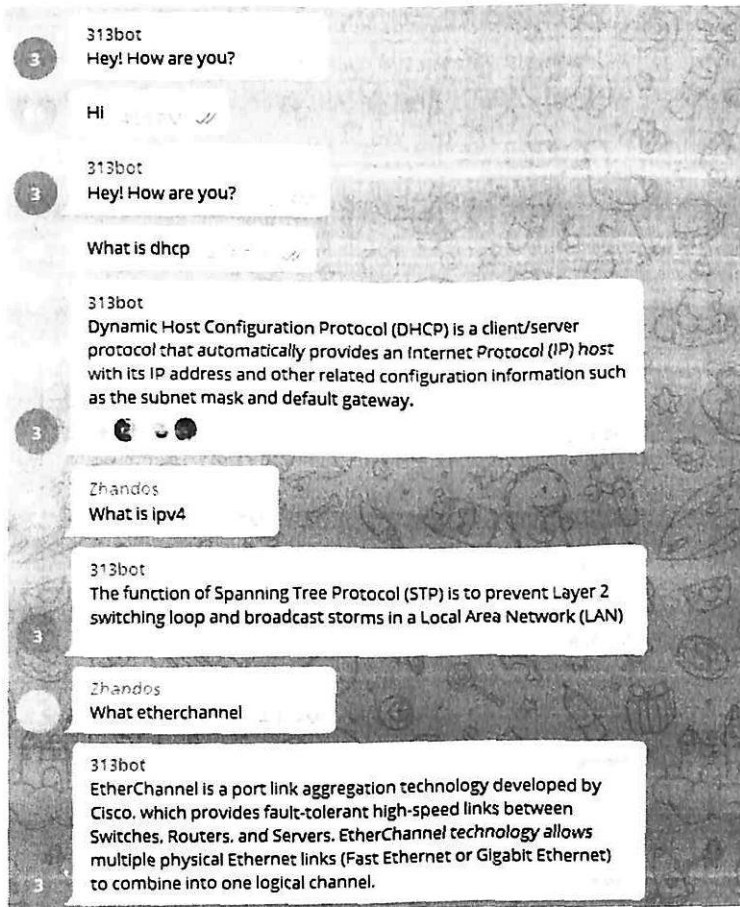 313bot
Hey! How are you?
3
Hi
313bot
Hey! How are you?
3
What is dhcp
313bot
Dynamic Host Configuration Protocol (DHCP) is a client/server
protocol that automatically provides an Internet Protocol (IP) host
with its IP address and other related configuration information such
as the subnet mask and default gateway.
3
Zhandos
What is ipv4
313bot
The function of Spanning Tree Protocol (STP) is to prevent Layer 2
switching loop and broadcast storms in a Local Area Network (LAN)
3
Zhandos
What etherchannel
313bot
EtherChannel is a port link aggregation technology developed by
Cisco, which provides fault-tolerant high-speed links between
Switches, Routers, and Servers. EtherChannel technology allows
multiple physical Ethernet links (Fast Ethernet or Gigabit Ethernet)
to combine into one logical channel.
3